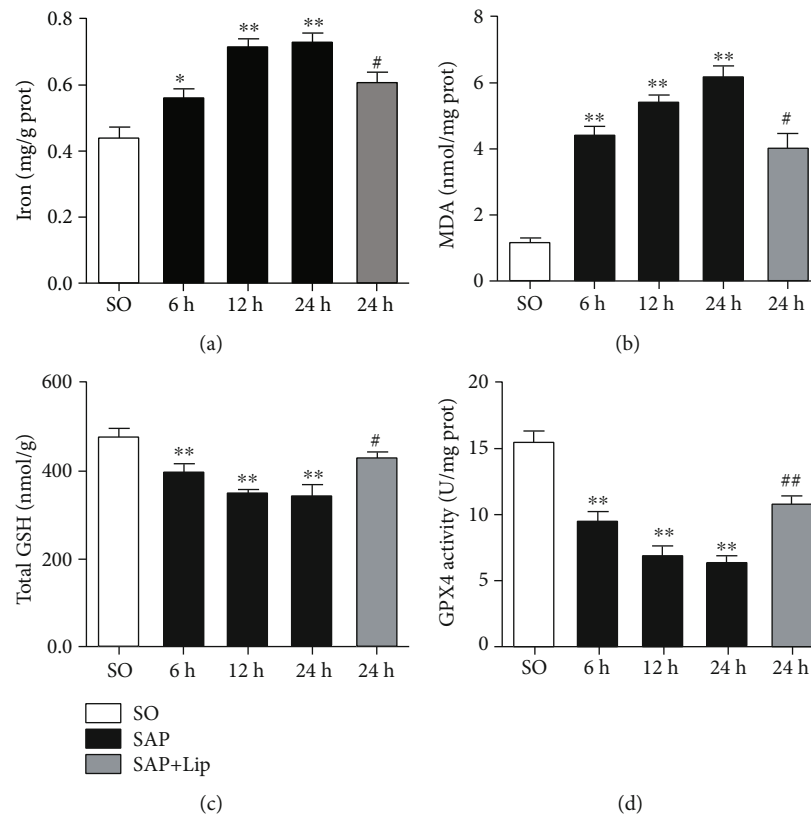 0.8
0.6
0.4
0.2
0.0
Iron (mg/g prot)
*
**
**
#
SO 6 h 12 h 24 h 24 h
(a)
8
6
4
2
0
MDA (nmol/mg prot)
**
**
**
#
SO 6 h 12 h 24 h 24 h
(b)
600
400
200
0.0
Total GSH (nmol/g)
**
**
**
#
SO 6 h 12 h 24 h 24 h
SO
SAP
SAP+Lip
(c)
20
15
10
5
0
GPX4 activity (U/mg prot)
**
**
**
##
SO 6 h 12 h 24 h 24 h
(d)